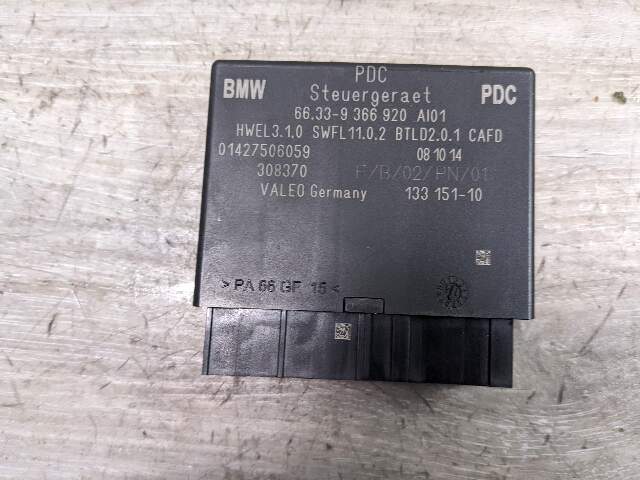 PDC
BMW Steuergeraet PDC
66.33-9 366 920 AI01
HWEL3.1.0 SWFL11.0.2 BTLD2.0.1 CAFD
01427506059 08 10 14
308370 F/B/02/PN/01
VALEO Germany 133 151-10
>PA 66 GF 15<